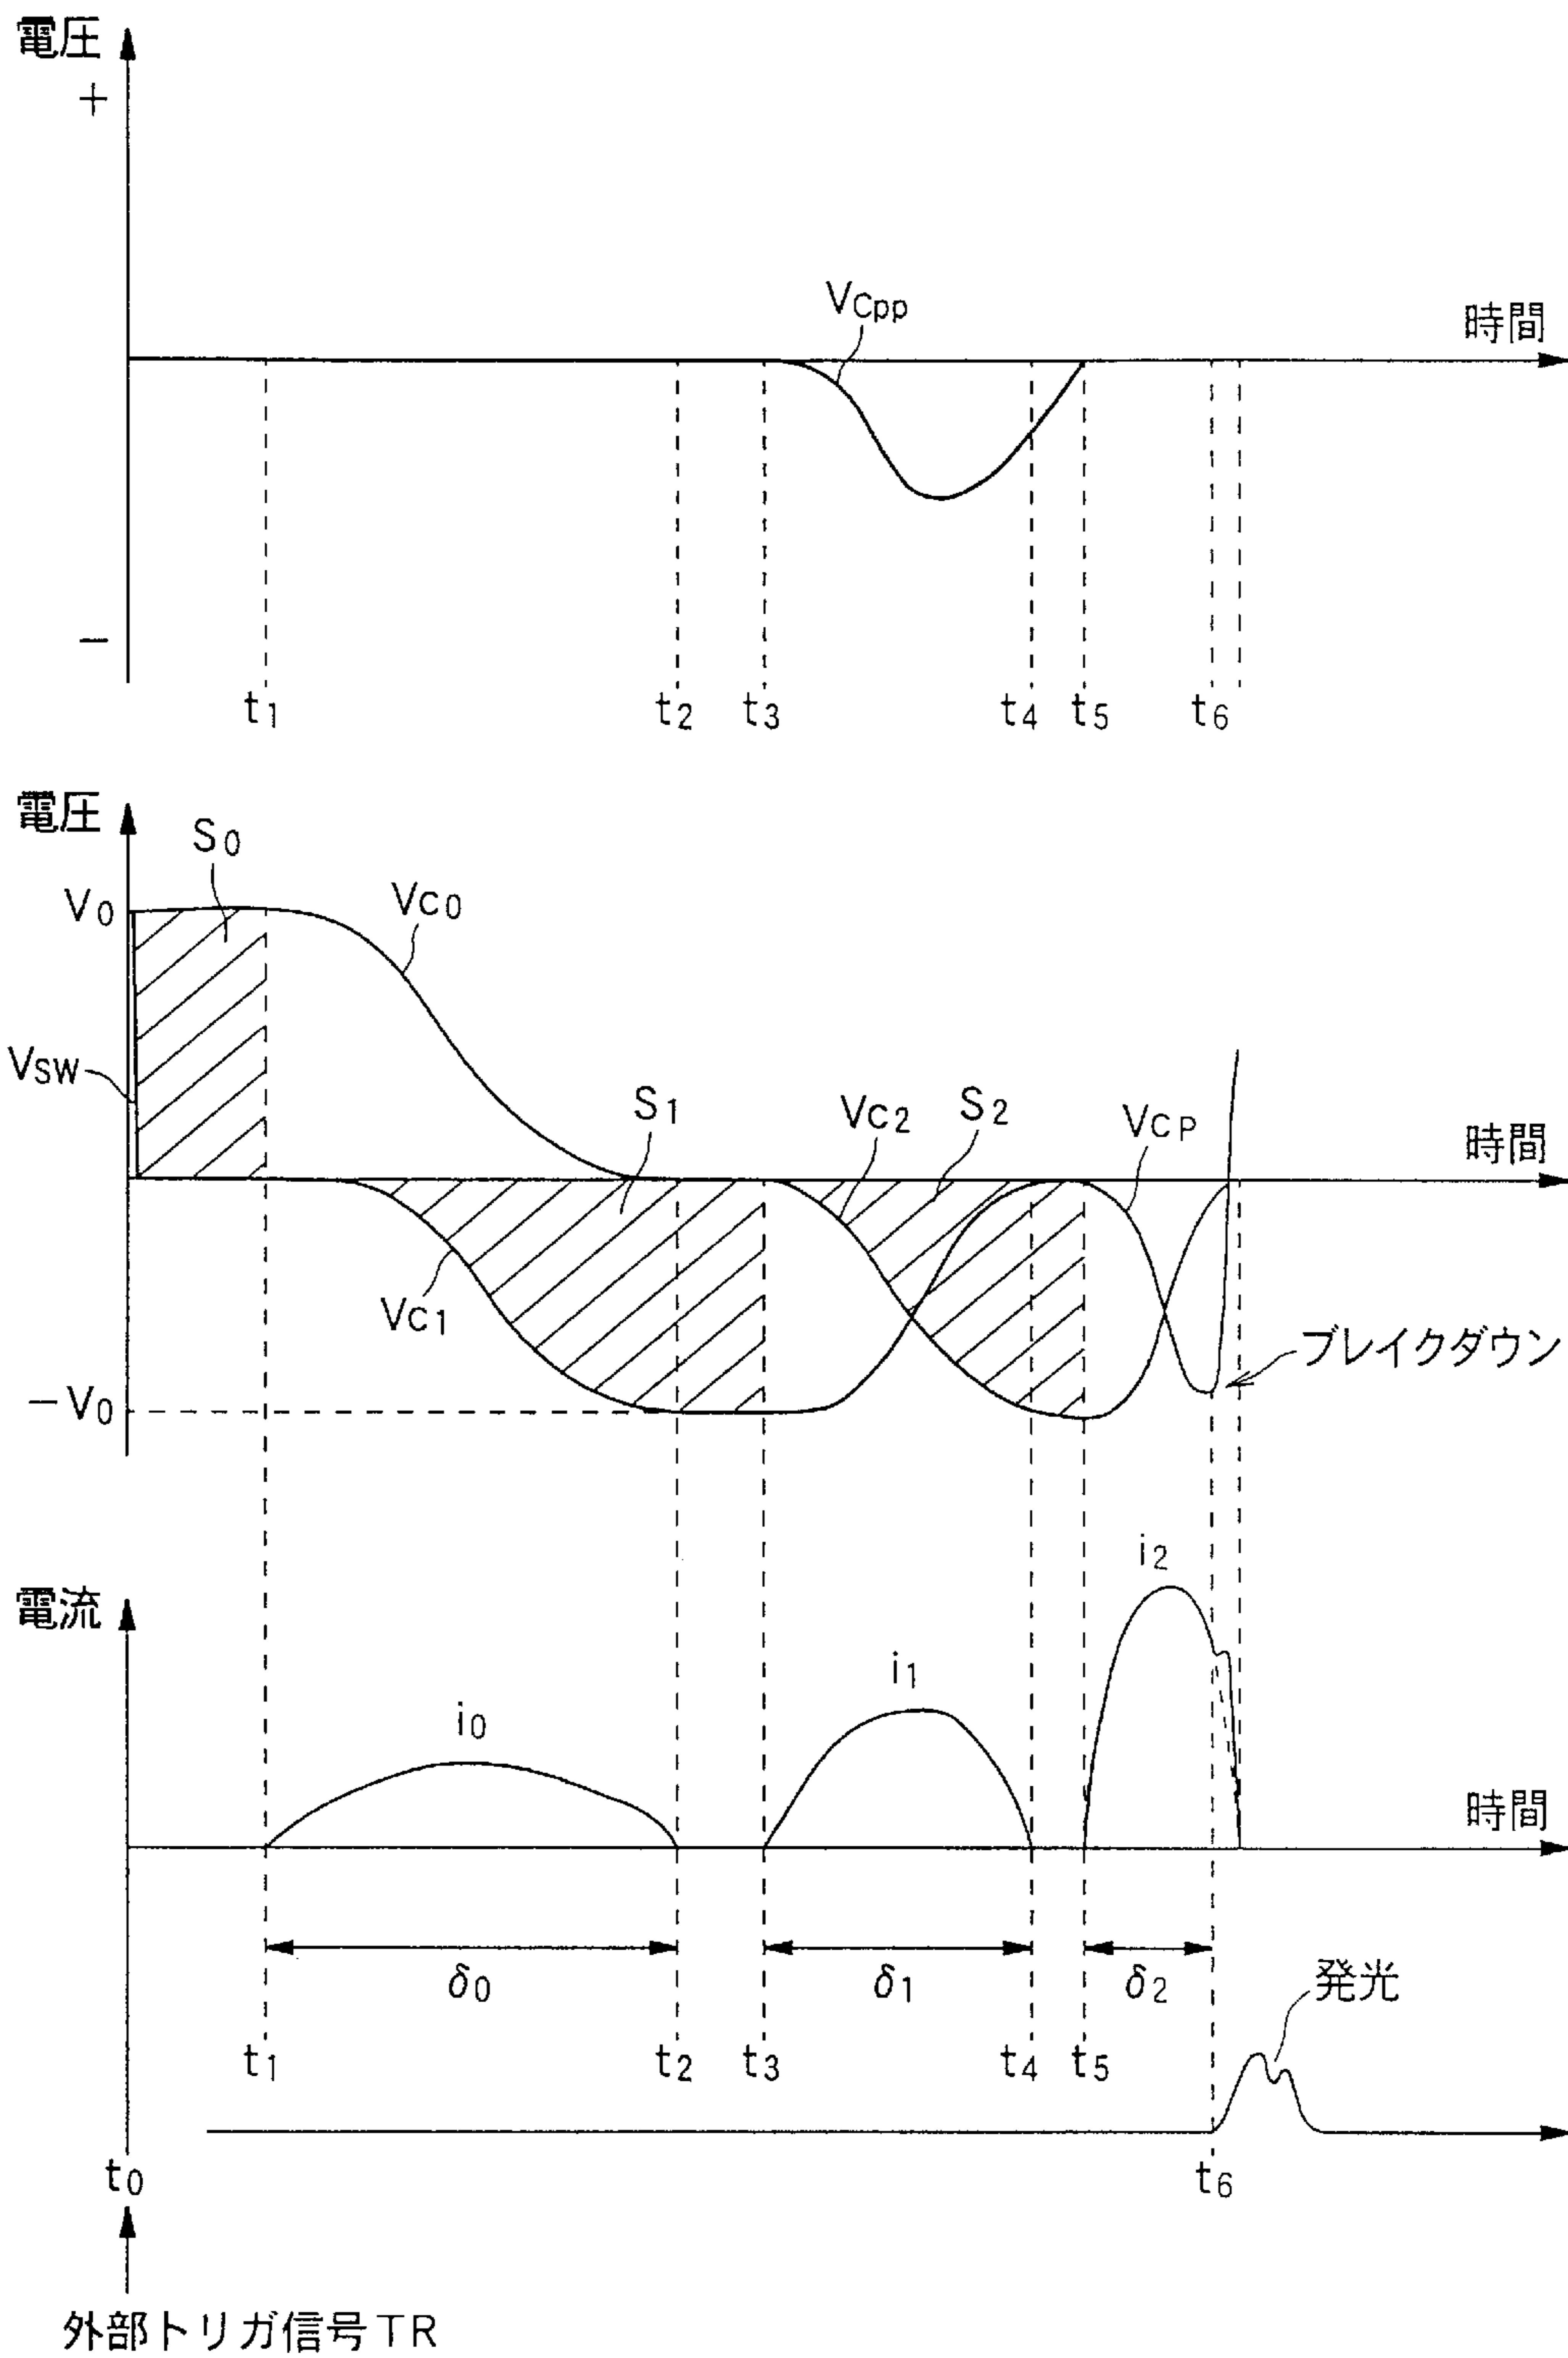 電圧
+
VCpp
時間
−
t1 t2 t3 t4 t5 t6
電圧
S0
V0
VC0
VSW
S1
VC2
S2
VCP
時間
VC1
ブレイクダウン
−V0
i2
電流
i1
i0
時間
δ0 δ1 δ2
発光
t1 t2 t3 t4 t5
t0
t6
外部トリガ信号TR